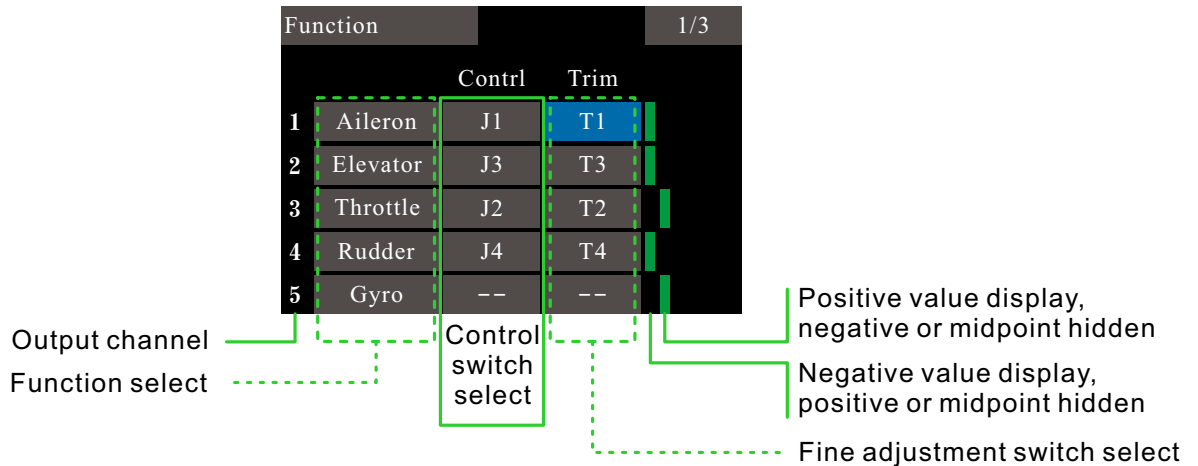 Function 1/3
Contrl Trim
1 Aileron J1 T1
2 Elevator J3 T3
3 Throttle J2 T2
4 Rudder J4 T4
5 Gyro -- --
Output channel
Function select
Control
switch
select
Positive value display,
negative or midpoint hidden
Negative value display,
positive or midpoint hidden
Fine adjustment switch select